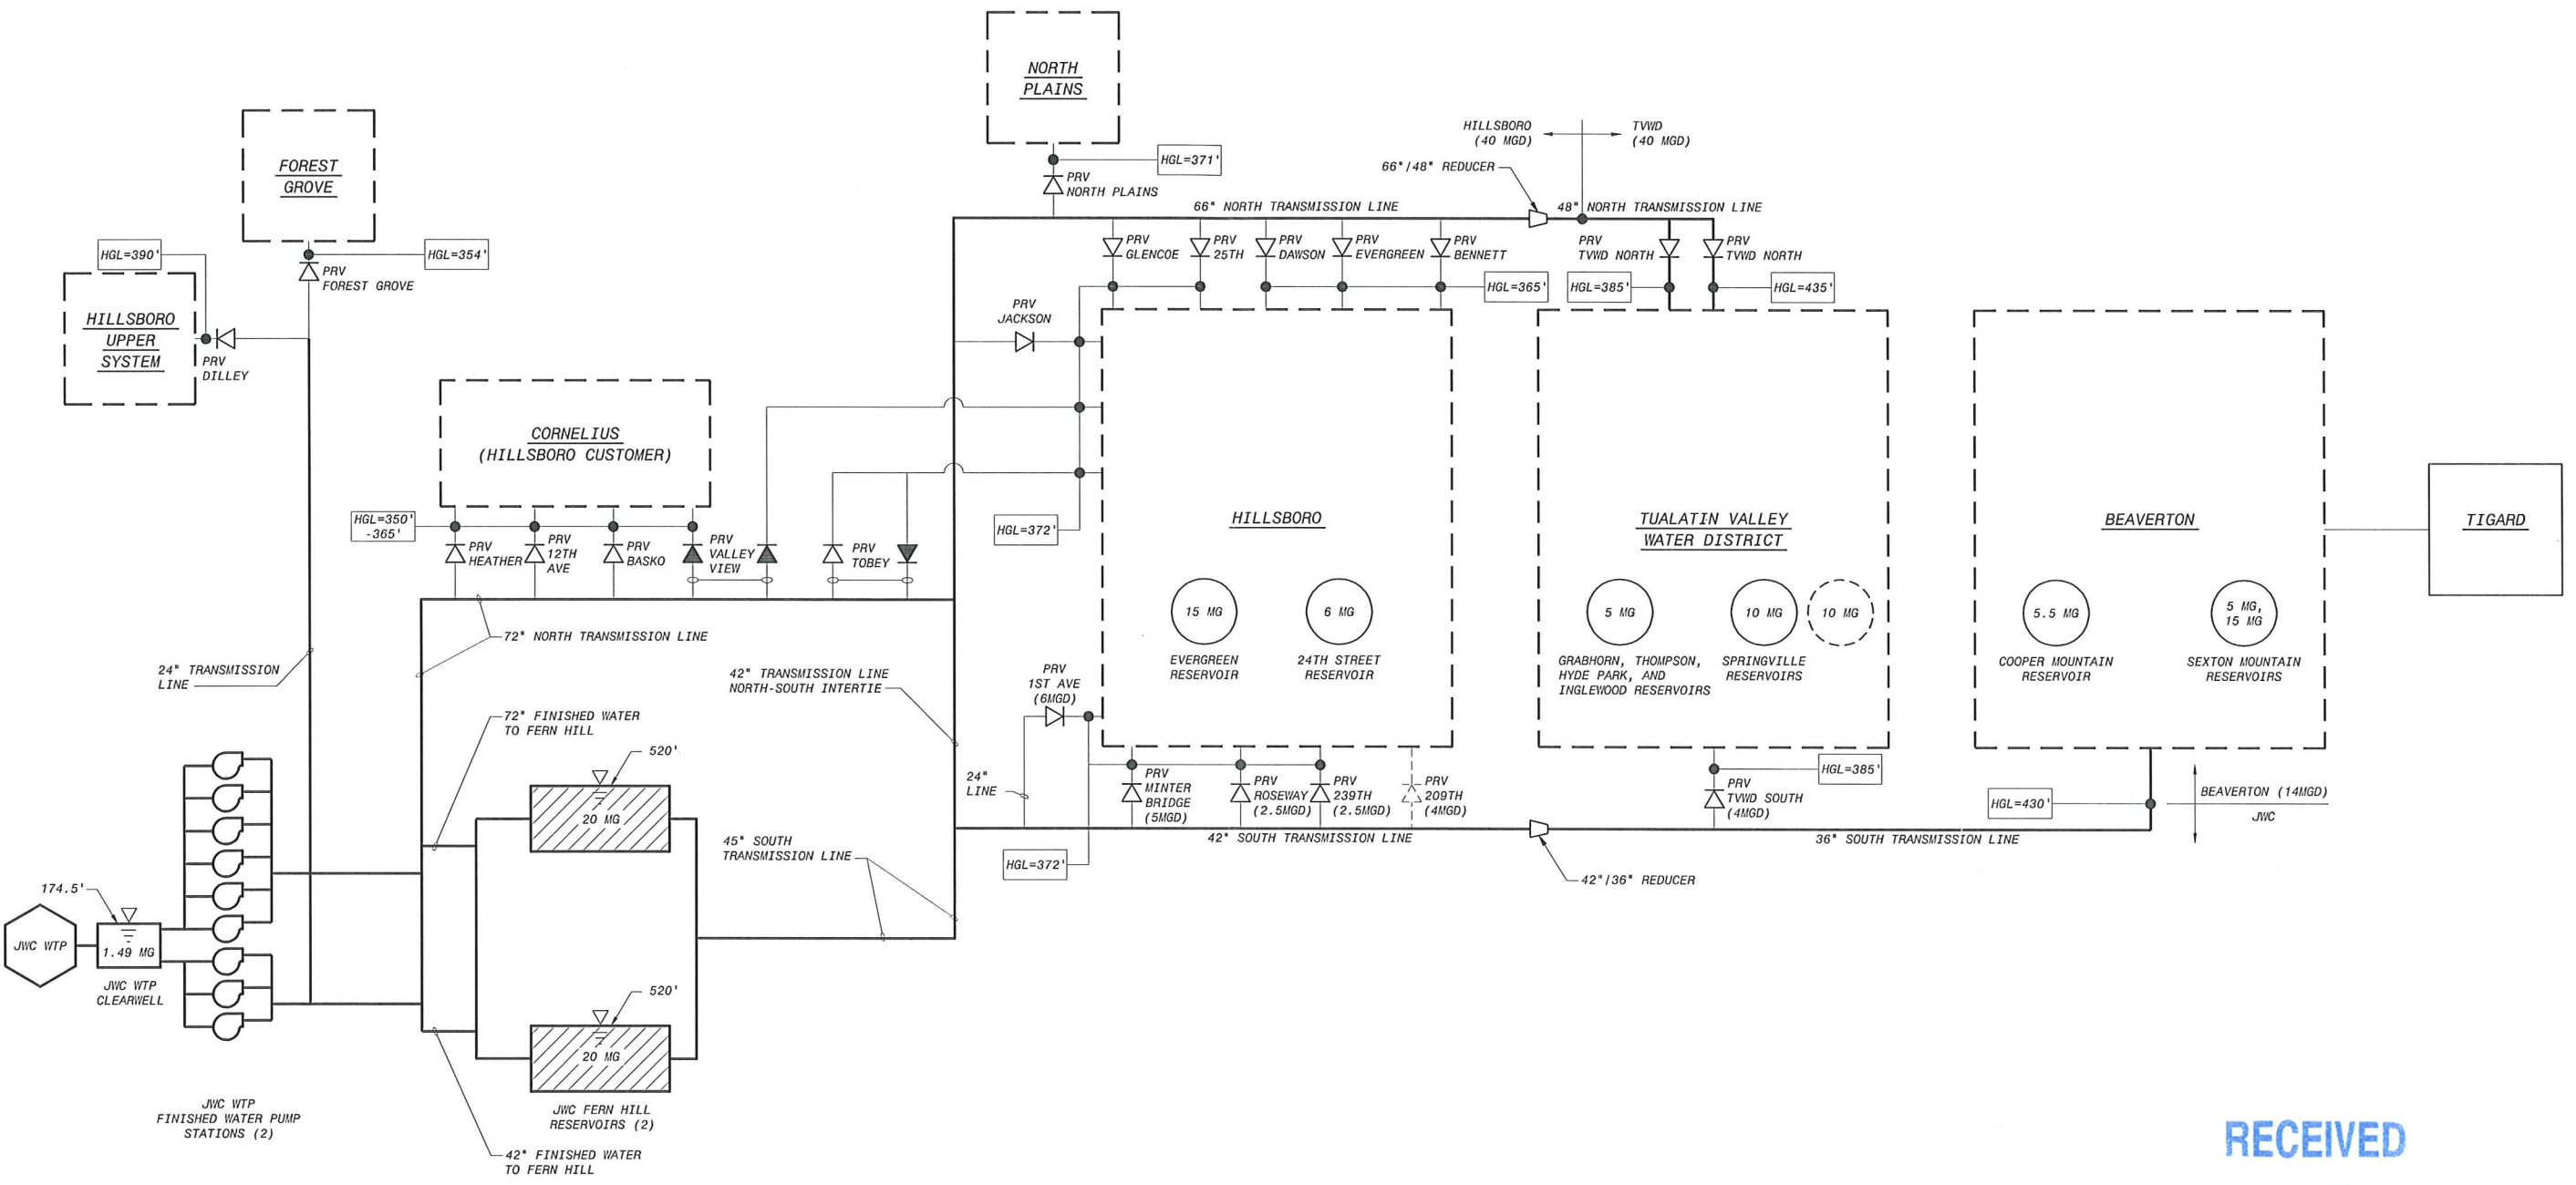 NORTH
PLAINS
HGL=371'
PRV
NORTH PLAINS
HILLSBORO
(40 MGD)
TVWD
(40 MGD)
66"/48" REDUCER
66" NORTH TRANSMISSION LINE
48" NORTH TRANSMISSION LINE
FOREST
GROVE
HGL=354'
PRV
FOREST GROVE
HGL=390'
HILLSBORO
UPPER
SYSTEM
PRV
DILLEY
PRV
GLENCOE
PRV
25TH
PRV
DAWSON
PRV
EVERGREEN
PRV
BENNETT
HGL=365'
PRV
TVWD NORTH
PRV
TVWD NORTH
HGL=385'
HGL=435'
PRV
JACKSON
CORNELIUS
(HILLSBORO CUSTOMER)
HGL=350'
-365'
PRV
HEATHER
PRV
12TH
AVE
PRV
BASKO
PRV
VALLEY
VIEW
PRV
TOBEY
HGL=372'
HILLSBORO
TUALATIN VALLEY
WATER DISTRICT
BEAVERTON
TIGARD
15 MG
EVERGREEN
RESERVOIR
6 MG
24TH STREET
RESERVOIR
5 MG
GRABHORN, THOMPSON,
HYDE PARK, AND
INGLEWOOD RESERVOIRS
10 MG
10 MG
SPRINGVILLE
RESERVOIRS
5.5 MG
COOPER MOUNTAIN
RESERVOIR
5 MG,
15 MG
SEXTON MOUNTAIN
RESERVOIRS
72" NORTH TRANSMISSION LINE
24" TRANSMISSION
LINE
42" TRANSMISSION LINE
NORTH-SOUTH INTERTIE
PRV
1ST AVE
(6MGD)
72" FINISHED WATER
TO FERN HILL
520'
20 MG
24"
LINE
PRV
MINTER
BRIDGE
(5MGD)
PRV
ROSEWAY
(2.5MGD)
PRV
239TH
(2.5MGD)
PRV
209TH
(4MGD)
HGL=385'
PRV
TVWD SOUTH
(4MGD)
HGL=430'
BEAVERTON (14MGD)
JWC
45" SOUTH
TRANSMISSION LINE
42" SOUTH TRANSMISSION LINE
36" SOUTH TRANSMISSION LINE
HGL=372'
42"/36" REDUCER
174.5'
JWC WTP
1.49 MG
JWC WTP
CLEARWELL
520'
20 MG
JWC WTP
FINISHED WATER PUMP
STATIONS (2)
JWC FERN HILL
RESERVOIRS (2)
42" FINISHED WATER
TO FERN HILL
RECEIVED